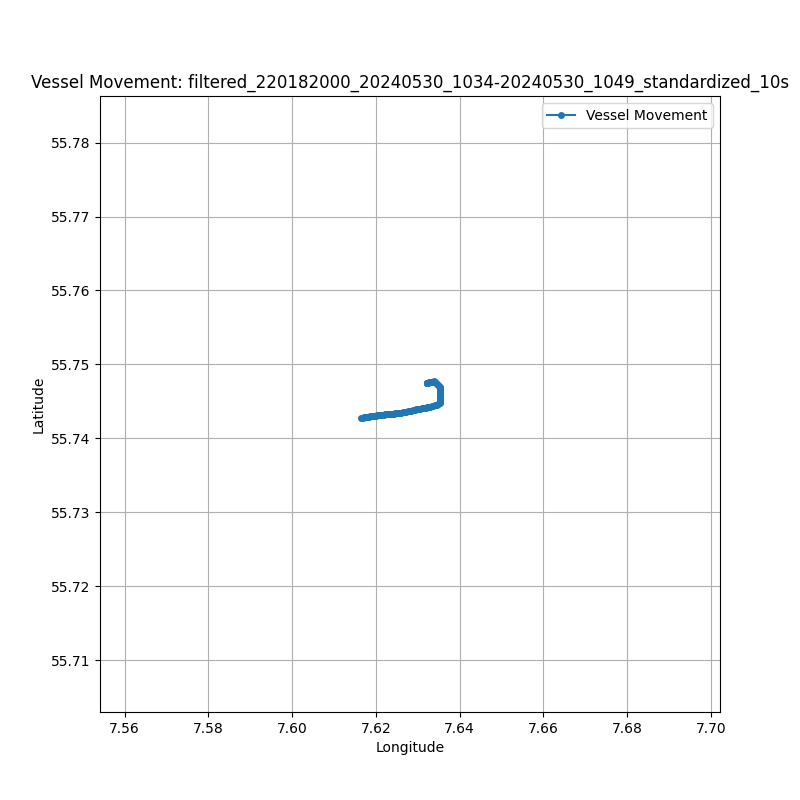 Vessel Movement: filtered_220182000_20240530_1034-20240530_1049_standardized_10s
Vessel Movement
55.78
55.77
55.76
55.75
55.74
55.73
55.72
55.71
Latitude
7.56 7.58 7.60 7.62 7.64 7.66 7.68 7.70
Longitude